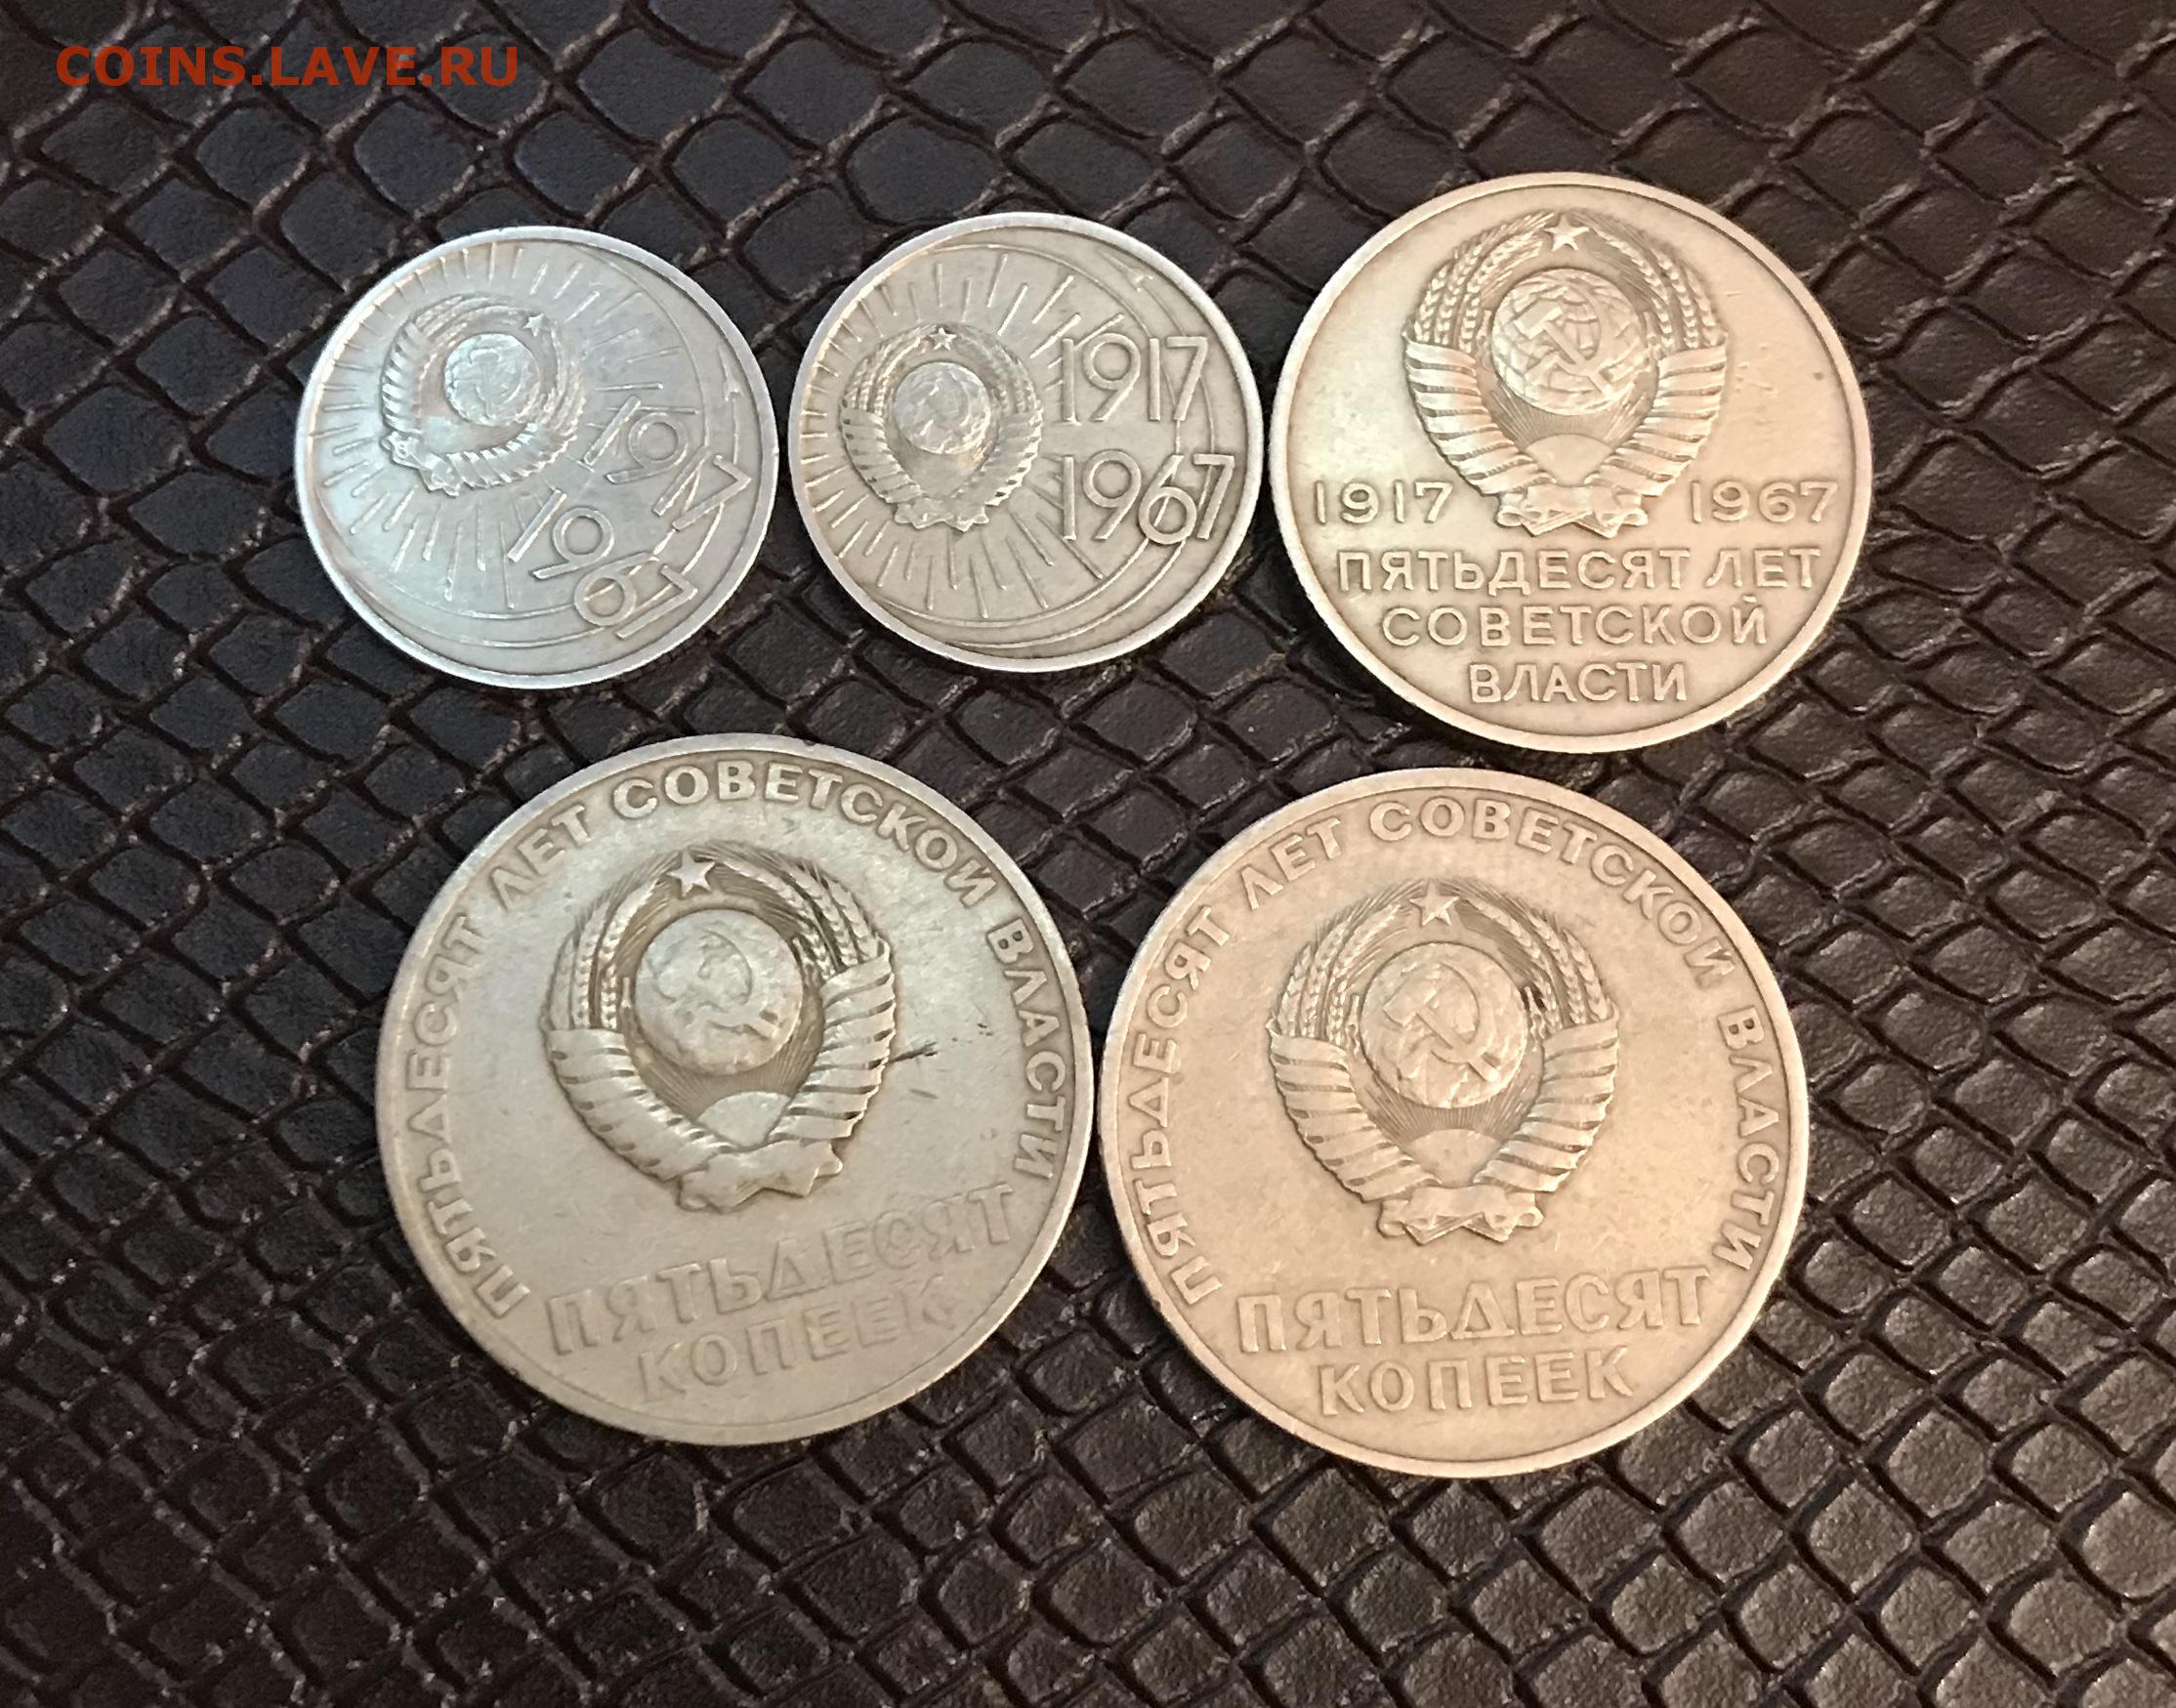 COINS.LAVE.RU
1917
1967
1917
1967
1917 1967
ПЯТЬДЕСЯТ ЛЕТ
СОВЕТСКОЙ
ВЛАСТИ
ПЯТЬДЕСЯТ ЛЕТ СОВЕТСКОЙ ВЛАСТИ
ПЯТЬДЕСЯТ
КОПЕЕК
ПЯТЬДЕСЯТ ЛЕТ СОВЕТСКОЙ ВЛАСТИ
ПЯТЬДЕСЯТ
КОПЕЕК